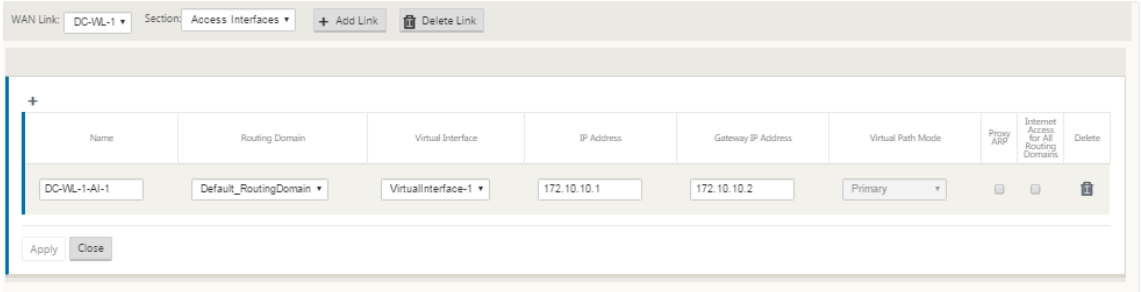 WAN Link: DC-WL-1 Section: Access Interfaces + Add Link Delete Link
+
Name Routing Domain Virtual Interface IP Address Gateway IP Address Virtual Path Mode Proxy ARP Internet Access for All Routing Domains Delete
DC-WL-1-AI-1 Default_RoutingDomain VirtualInterface-1 172.10.10.1 172.10.10.2 Primary
Apply Close